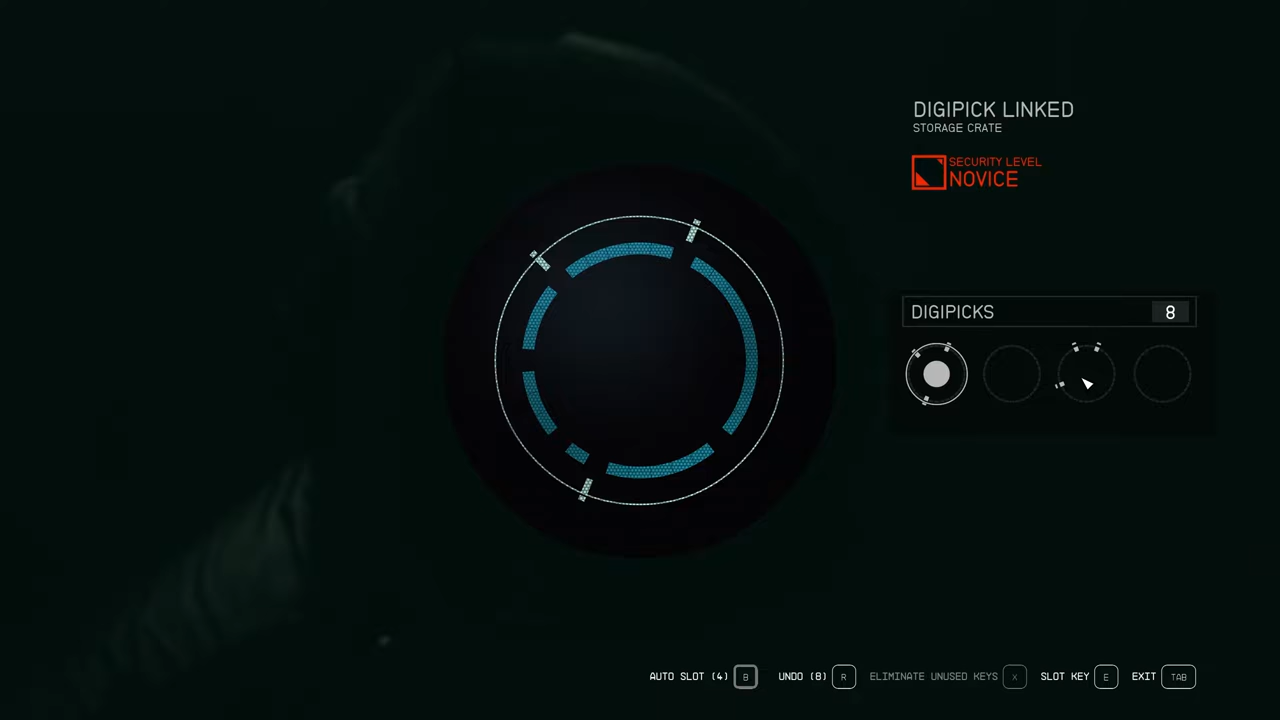 DIGIPICK LINKED
STORAGE CRATE
SECURITY LEVEL
NOVICE
DIGIPICKS 8
AUTO SLOT (4) B UNDO (8) R ELIMINATE UNUSED KEYS X SLOT KEY E EXIT TAB